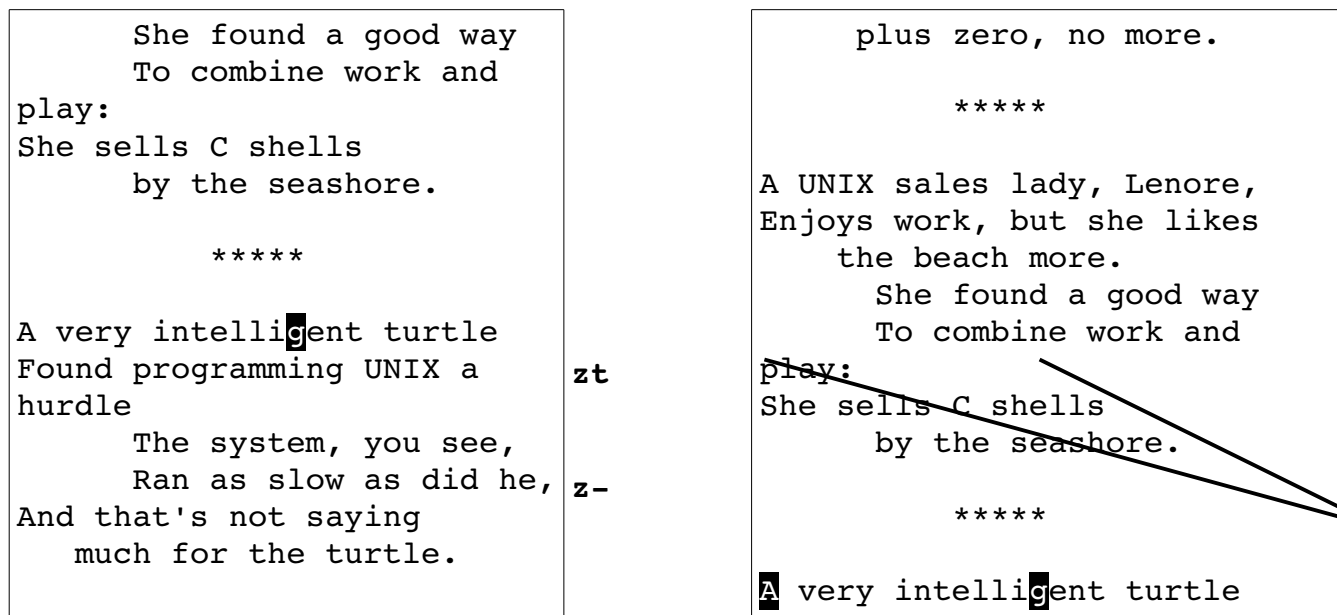 She found a good way
To combine work and
play:
She sells C shells
by the seashore.
*****
A very intelligent turtle
Found programming UNIX a
hurdle
The system, you see,
Ran as slow as did he,
And that's not saying
much for the turtle.
zt
z-
plus zero, no more.
*****
A UNIX sales lady, Lenore,
Enjoys work, but she likes
the beach more.
She found a good way
To combine work and
play:
She sells C shells
by the seashore.
*****
A very intelligent turtle